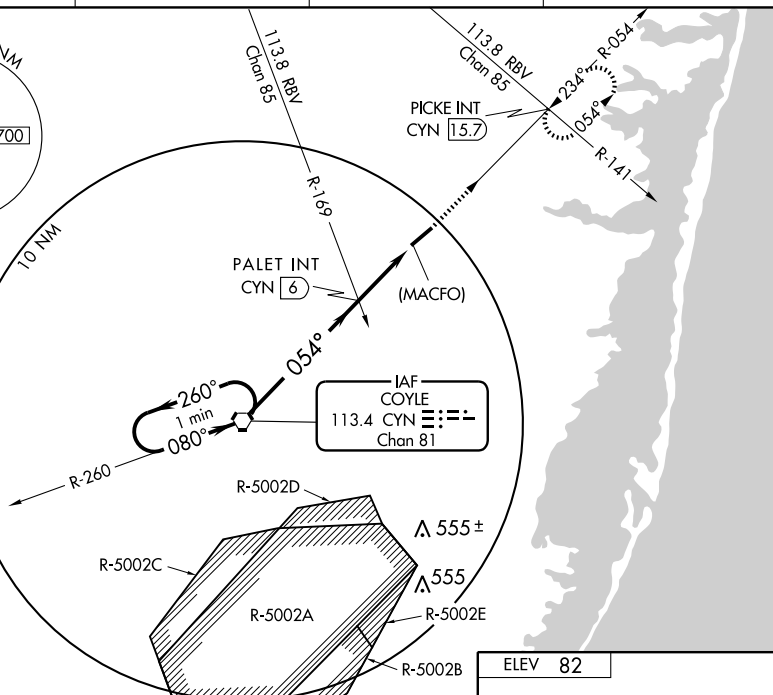 NM
700
10 NM
113.8 RBV
Chan 85
R-169
113.8 RBV
Chan 85
R-141
R-054
234°
054°
PICKE INT
CYN 15.7
PALET INT
CYN 6
(MACFO)
054°
260°
1 min
080°
R-260
IAF
COYLE
113.4 CYN
Chan 81
R-5002D
555±
R-5002C
555
R-5002A
R-5002E
R-5002B
ELEV 82